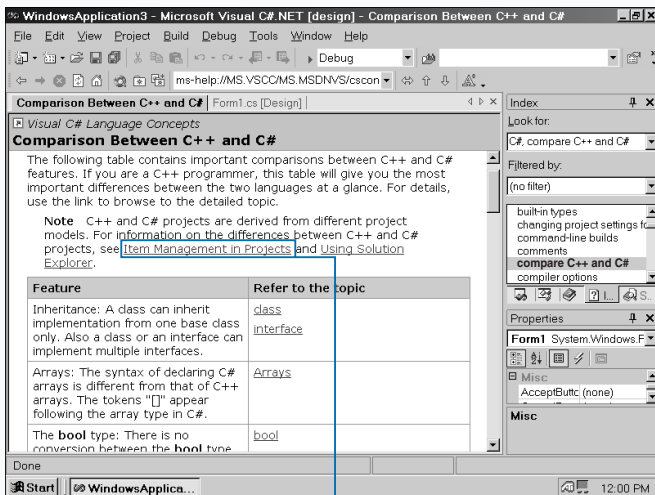 WindowsApplication3 - Microsoft Visual C#.NET [design] - Comparison Between C++ and C#
File Edit View Project Build Debug Tools Window Help
Debug
ms-help://MS.VSCC/MS.MSDNVS/cscon
Comparison Between C++ and C# Form1.cs [Design]
Visual C# Language Concepts
Comparison Between C++ and C#
The following table contains important comparisons between C++ and C#
features. If you are a C++ programmer, this table will give you the most
important differences between the two languages at a glance. For details,
use the link to browse to the detailed topic.
Note C++ and C# projects are derived from different project
models. For information on the differences between C++ and C#
projects, see Item Management in Projects and Using Solution
Explorer.
Feature Refer to the topic
Inheritance: A class can inherit
implementation from one base class
only. Also a class or an interface can
implement multiple interfaces.
class
interface
Arrays: The syntax of declaring C#
arrays is different from that of C++
arrays. The tokens "[]" appear
following the array type in C#.
Arrays
The bool type: There is no
conversion between the bool type
bool
Index
Look for:
C#, compare C++ and C#
Filtered by:
(no filter)
built-in types
changing project settings fo
command-line builds
comments
compare C++ and C#
compiler options
I... S..
Properties
Form1 System.Windows.F
Misc
AcceptButtc (none)
Misc
Done
Start WindowsApplica...
12:00 PM